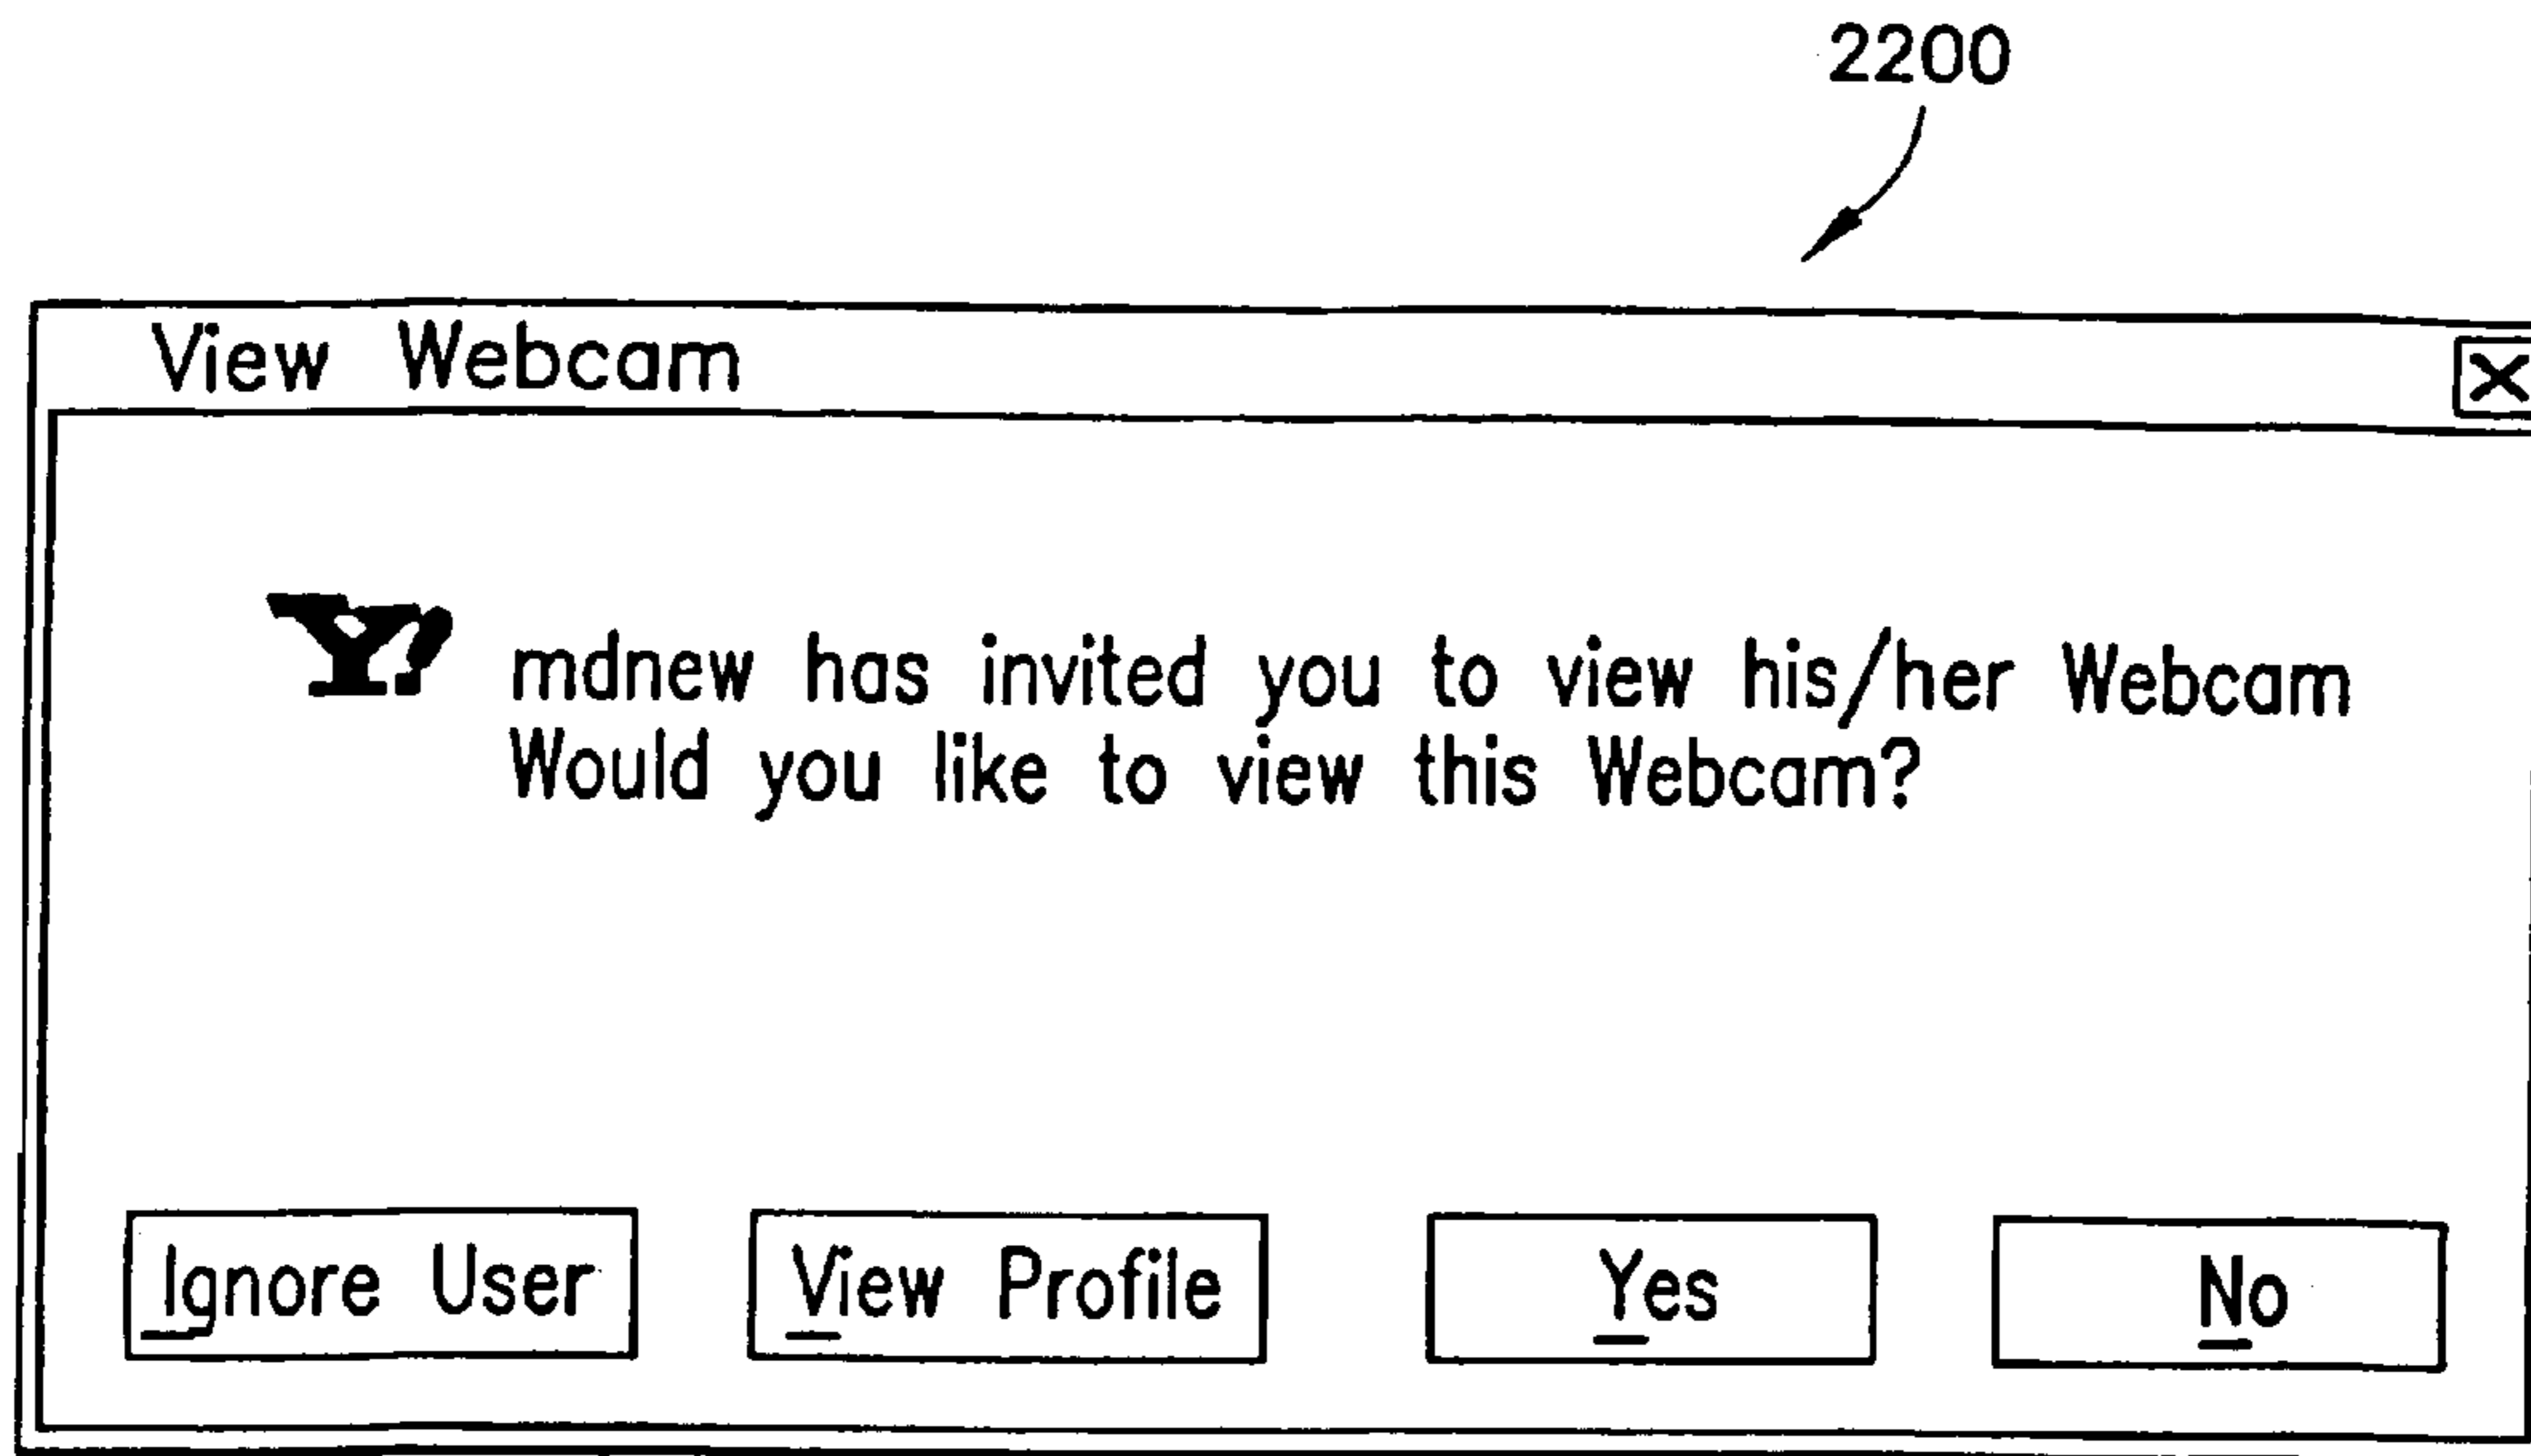 2200
View Webcam X
Y! mdnew has invited you to view his/her Webcam
Would you like to view this Webcam?
Ignore User View Profile Yes No